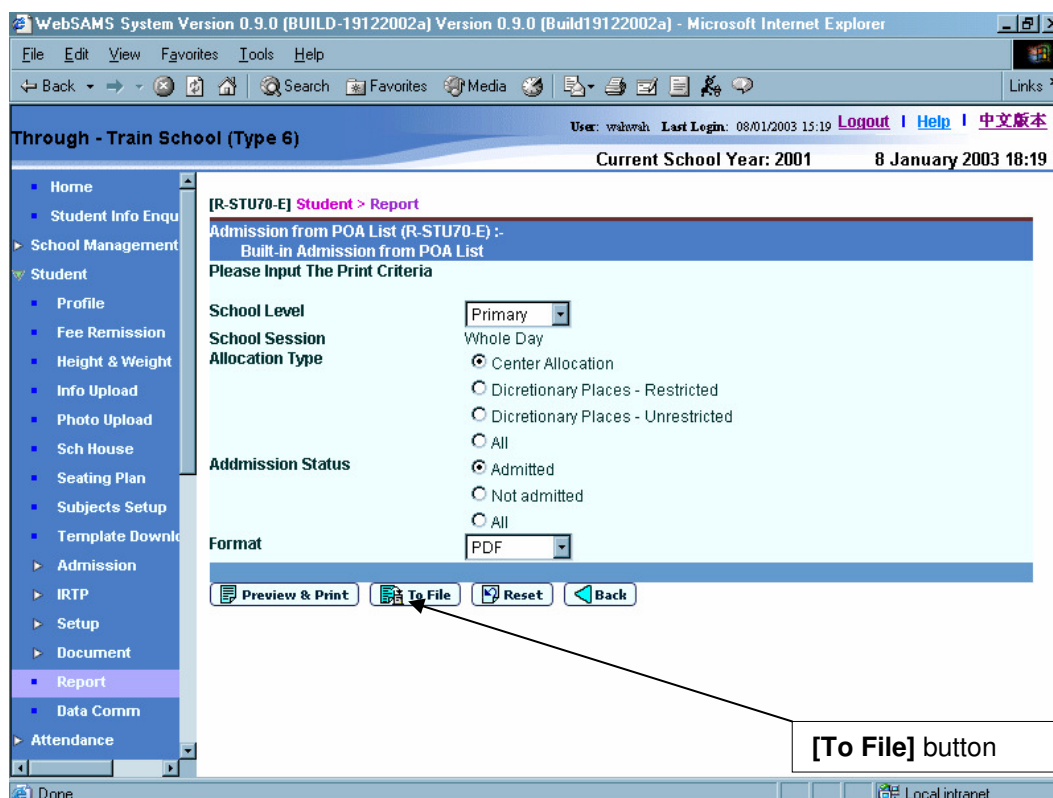 WebSAMS System Version 0.9.0 (BUILD-19122002a) Version 0.9.0 (Build19122002a) - Microsoft Internet Explorer
File Edit View Favorites Tools Help
Back Search Favorites Media Links
Through - Train School (Type 6)
User: wahwah Last Login: 08/01/2003 15:19 Logout | Help | 中文版本
Current School Year: 2001 8 January 2003 18:19
Home
Student Info Enqu
School Management
Student
Profile
Fee Remission
Height & Weight
Info Upload
Photo Upload
Sch House
Seating Plan
Subjects Setup
Template Downlo
Admission
IRTP
Setup
Document
Report
Data Comm
Attendance
[R-STU70-E] Student > Report
Admission from POA List (R-STU70-E) :-
Built-in Admission from POA List
Please Input The Print Criteria
School Level Primary
School Session Whole Day
Allocation Type Center Allocation
Dicretionary Places - Restricted
Dicretionary Places - Unrestricted
All
Addmission Status Admitted
Not admitted
All
Format PDF
Preview & Print To File Reset Back
[To File] button
Done Local intranet